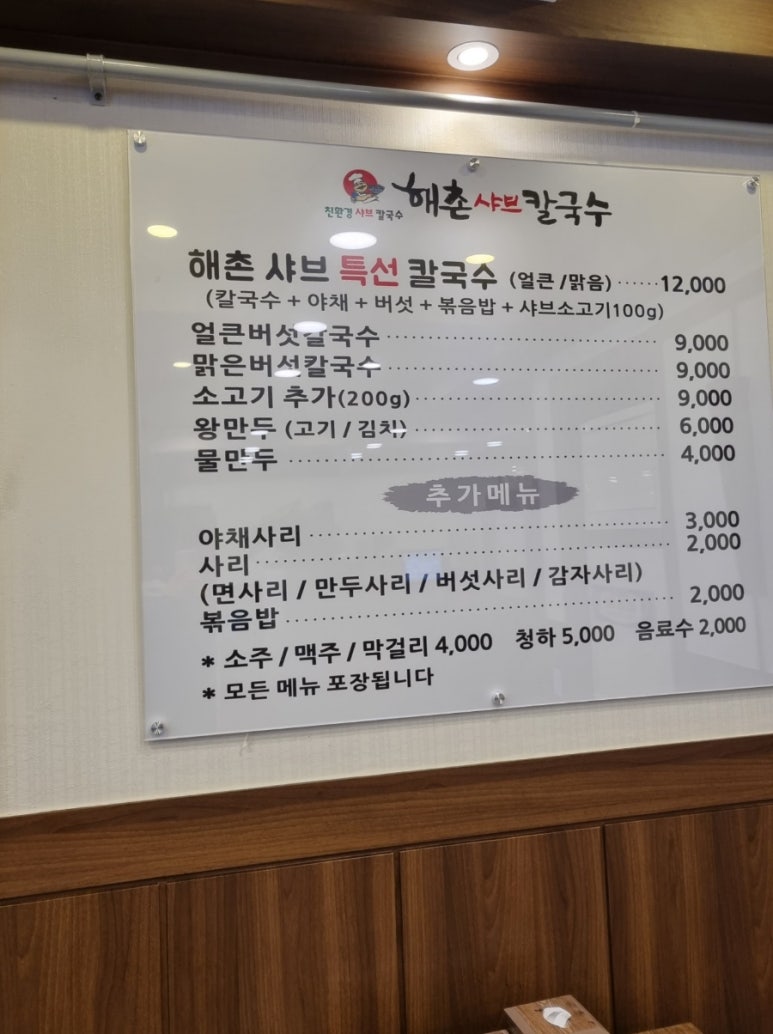 친환경 샤브 칼국수 해촌 샤브 칼국수
해촌 샤브 특선 칼국수 (얼큰 /맑음) ······12,000
(칼국수 + 야채 + 버섯 + 볶음밥 + 샤브소고기100g)
얼큰버섯칼국수 ······ 9,000
맑은버섯칼국수 ······ 9,000
소고기 추가(200g) ······ 9,000
왕만두 (고기 / 김치) ······ 6,000
물만두 ······ 4,000
추가메뉴
야채사리 ······ 3,000
사리 ······ 2,000
(면사리 / 만두사리 / 버섯사리 / 감자사리)
볶음밥 ······ 2,000
* 소주 / 맥주 / 막걸리 4,000 청하 5,000 음료수 2,000
* 모든 메뉴 포장됩니다